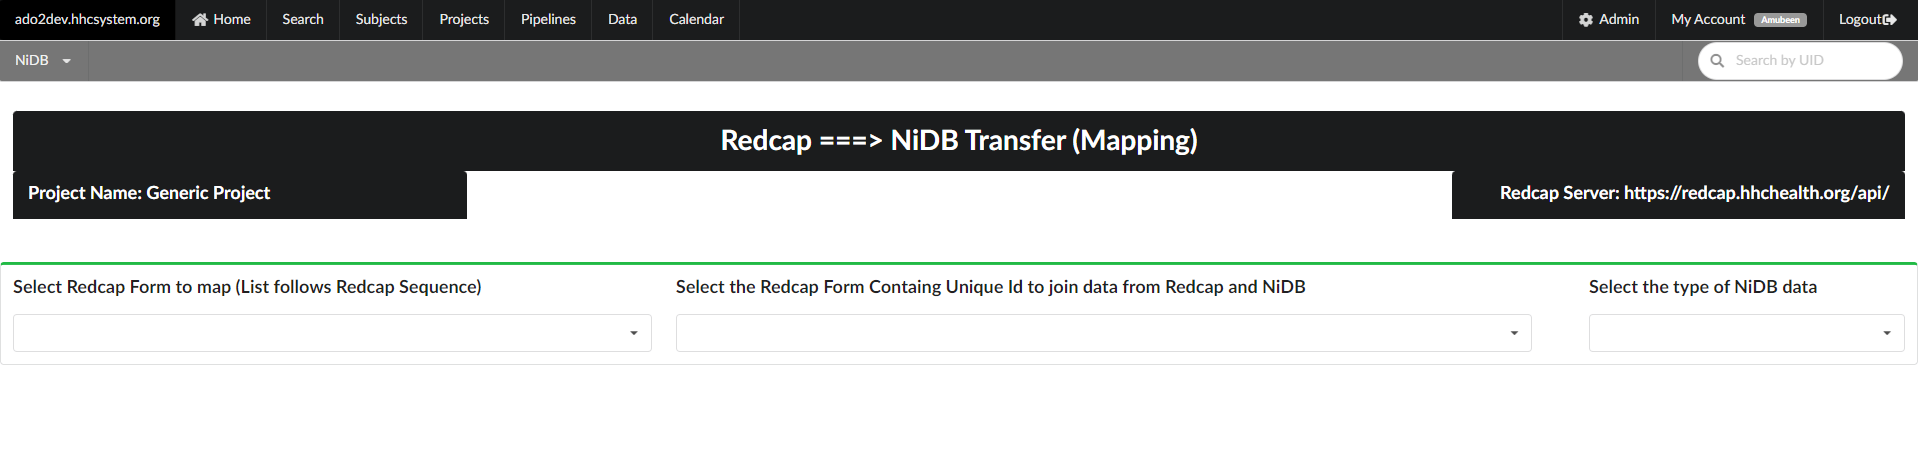 ado2dev.hhcsystem.org Home Search Subjects Projects Pipelines Data Calendar Admin My Account Amubeen Logout
NiDB Search by UID
Redcap ===> NiDB Transfer (Mapping)
Project Name: Generic Project Redcap Server: https://redcap.hhchealth.org/api/
Select Redcap Form to map (List follows Redcap Sequence) Select the Redcap Form Containg Unique Id to join data from Redcap and NiDB Select the type of NiDB data